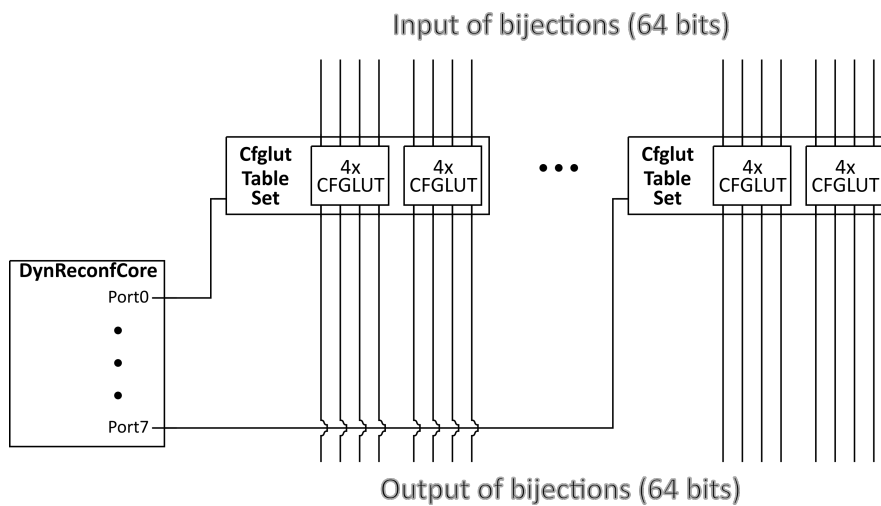 Input of bijections (64 bits)
Cfglut
Table
Set
4x
CFGLUT
4x
CFGLUT
Cfglut
Table
Set
4x
CFGLUT
4x
CFGLUT
DynReconfCore
Port0
Port7
Output of bijections (64 bits)